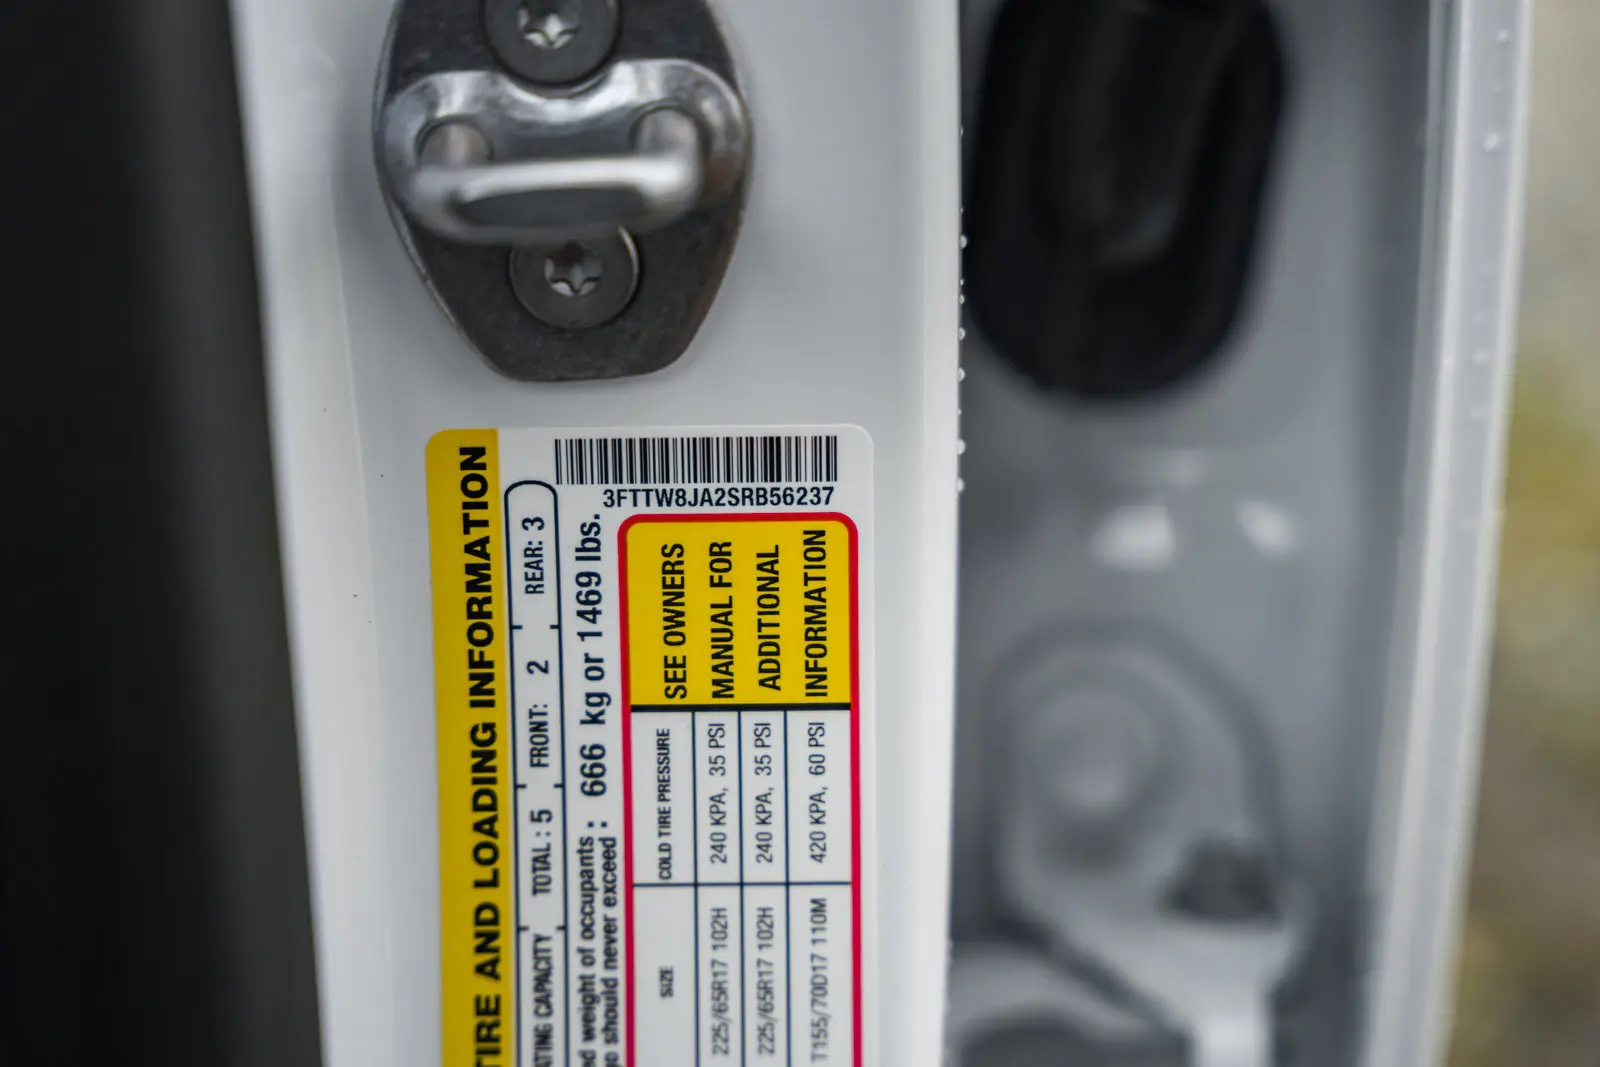 3FTTW8JA2SRB56237
TIRE AND LOADING INFORMATION
TOTAL : 5 FRONT: 2 REAR: 3
weight of occupants : 666 kg or 1469 lbs.
should never exceed :
SIZE COLD TIRE PRESSURE
225/65R17 102H 240 KPA, 35 PSI
225/65R17 102H 240 KPA, 35 PSI
T155/70D17 110M 420 KPA, 60 PSI
SEE OWNERS
MANUAL FOR
ADDITIONAL
INFORMATION